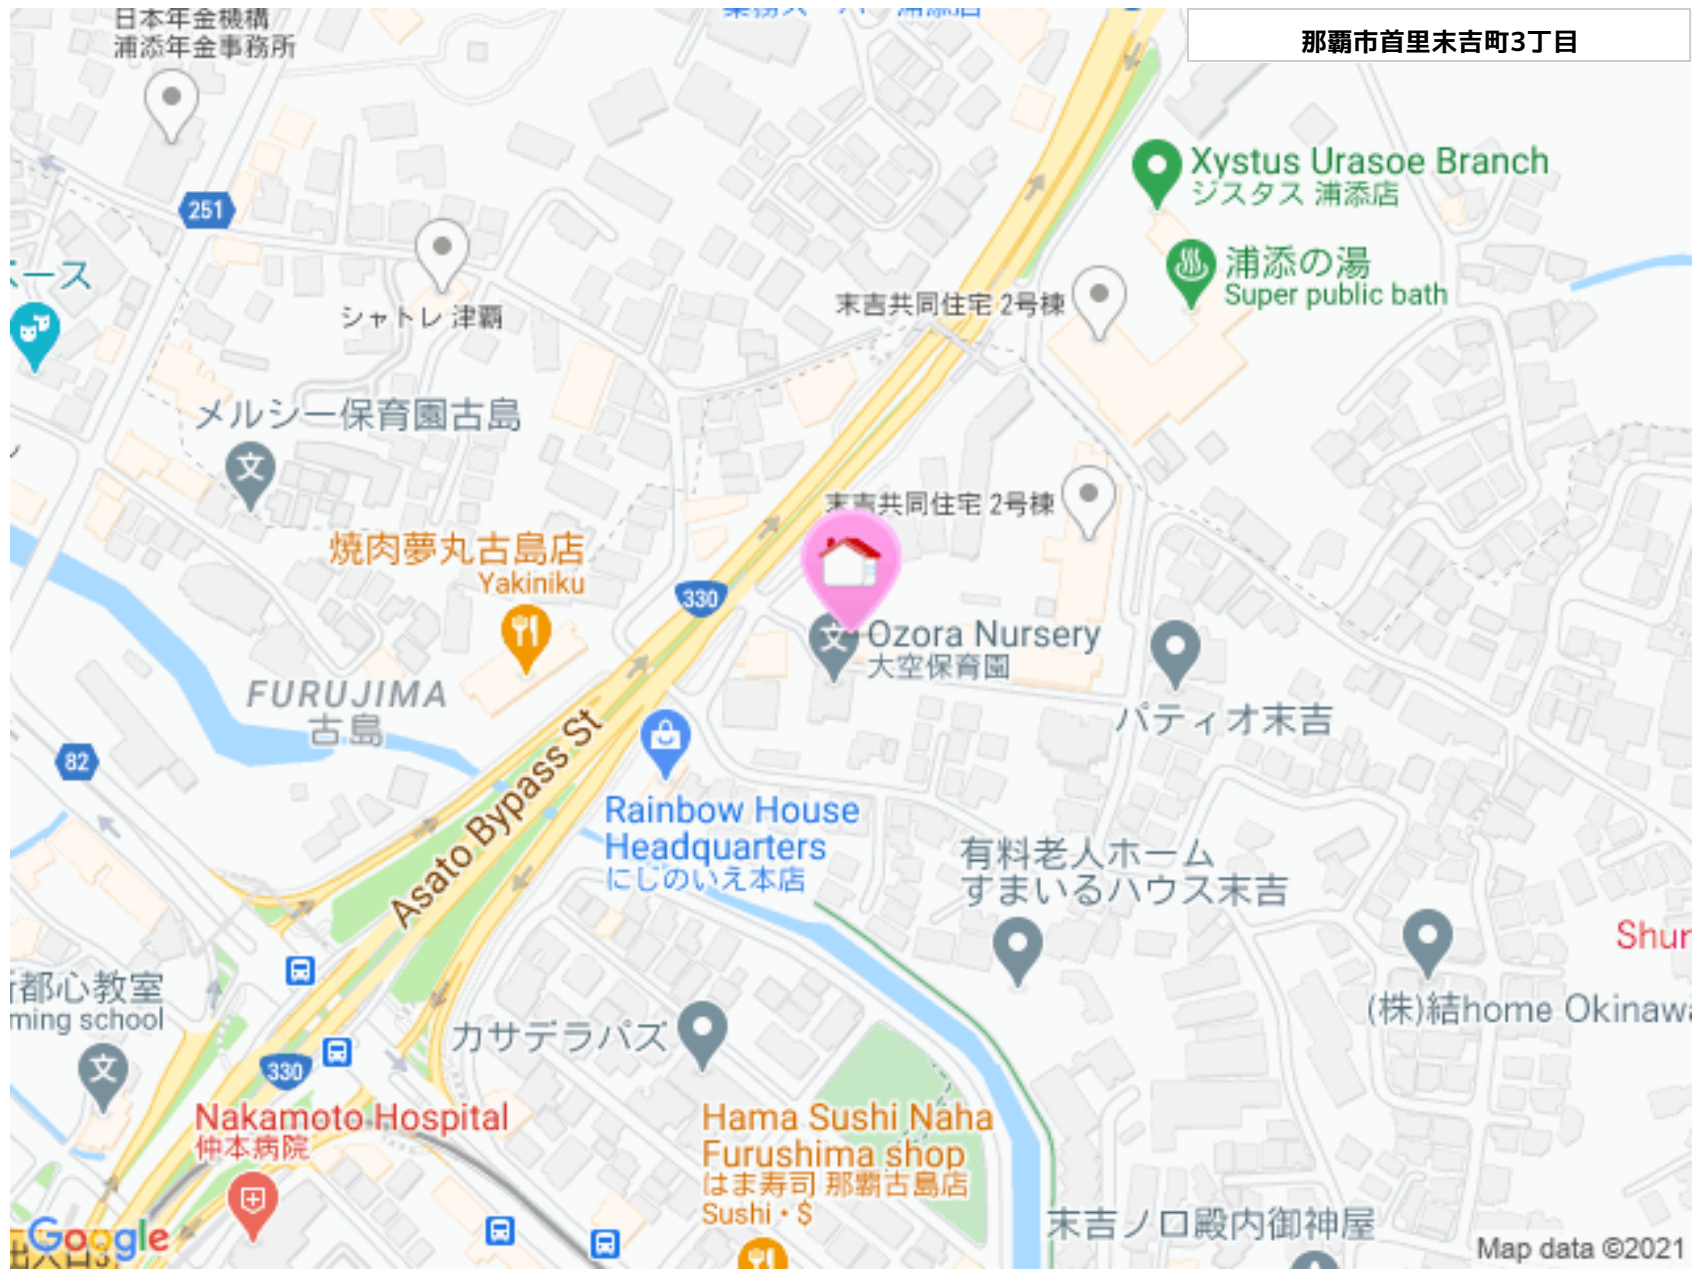 日本年金機構
浦添年金事務所
那覇市首里末吉町3丁目
Xystus Urasoe Branch
ジスタス 浦添店
251
浦添の湯
Super public bath
末吉共同住宅 2号棟
シャトレ 津覇
メルシー保育園古島
末吉共同住宅 2号棟
焼肉夢丸古島店
Yakiniku
330
Ozora Nursery
大空保育園
FURUJIMA
古島
パティオ末吉
82
Asato Bypass St
Rainbow House
Headquarters
にじのいえ本店
有料老人ホーム
すまいるハウス末吉
Shur
都心教室
ming school
(株)結home Okinawa
カサデラパズ
330
Nakamoto Hospital
仲本病院
Hama Sushi Naha
Furushima shop
はま寿司 那覇古島店
Sushi・$
末吉ノロ殿内御神屋
Google
Map data ©2021